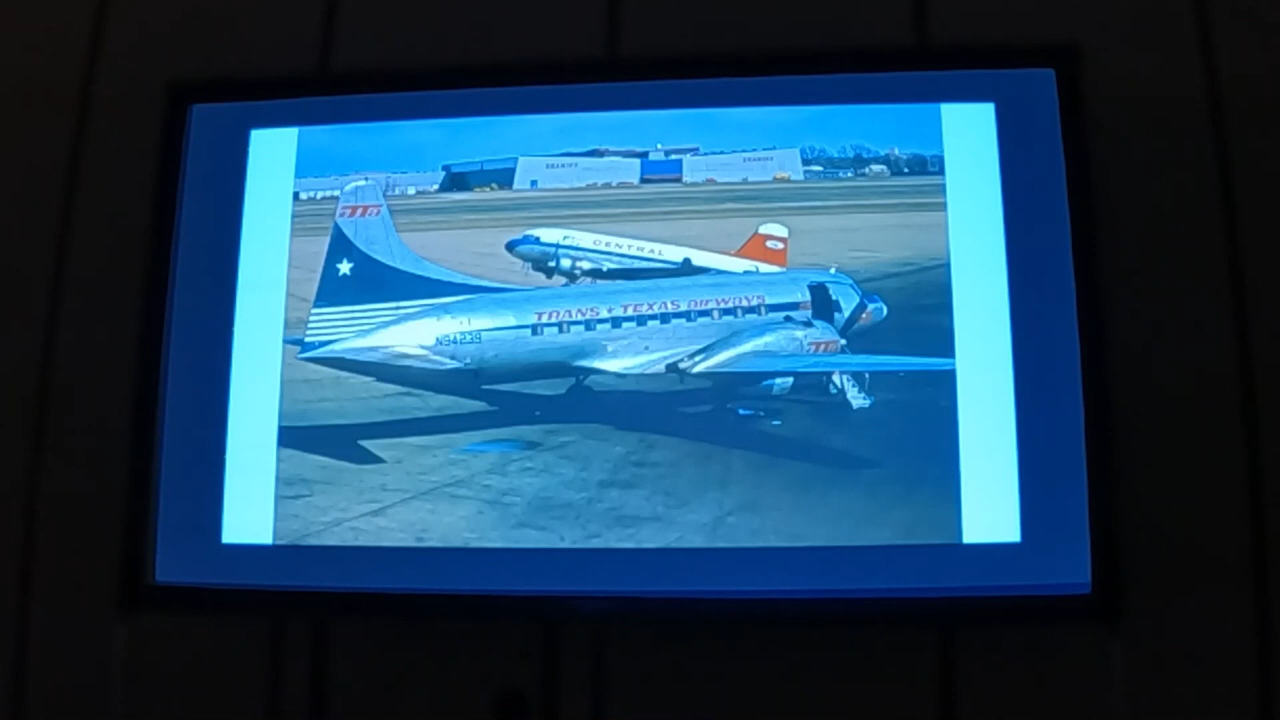 BRANIFF
BRANIFF
TTa
CENTRAL
TRANS ★ TEXAS AIRWAYS
N94239
TTa